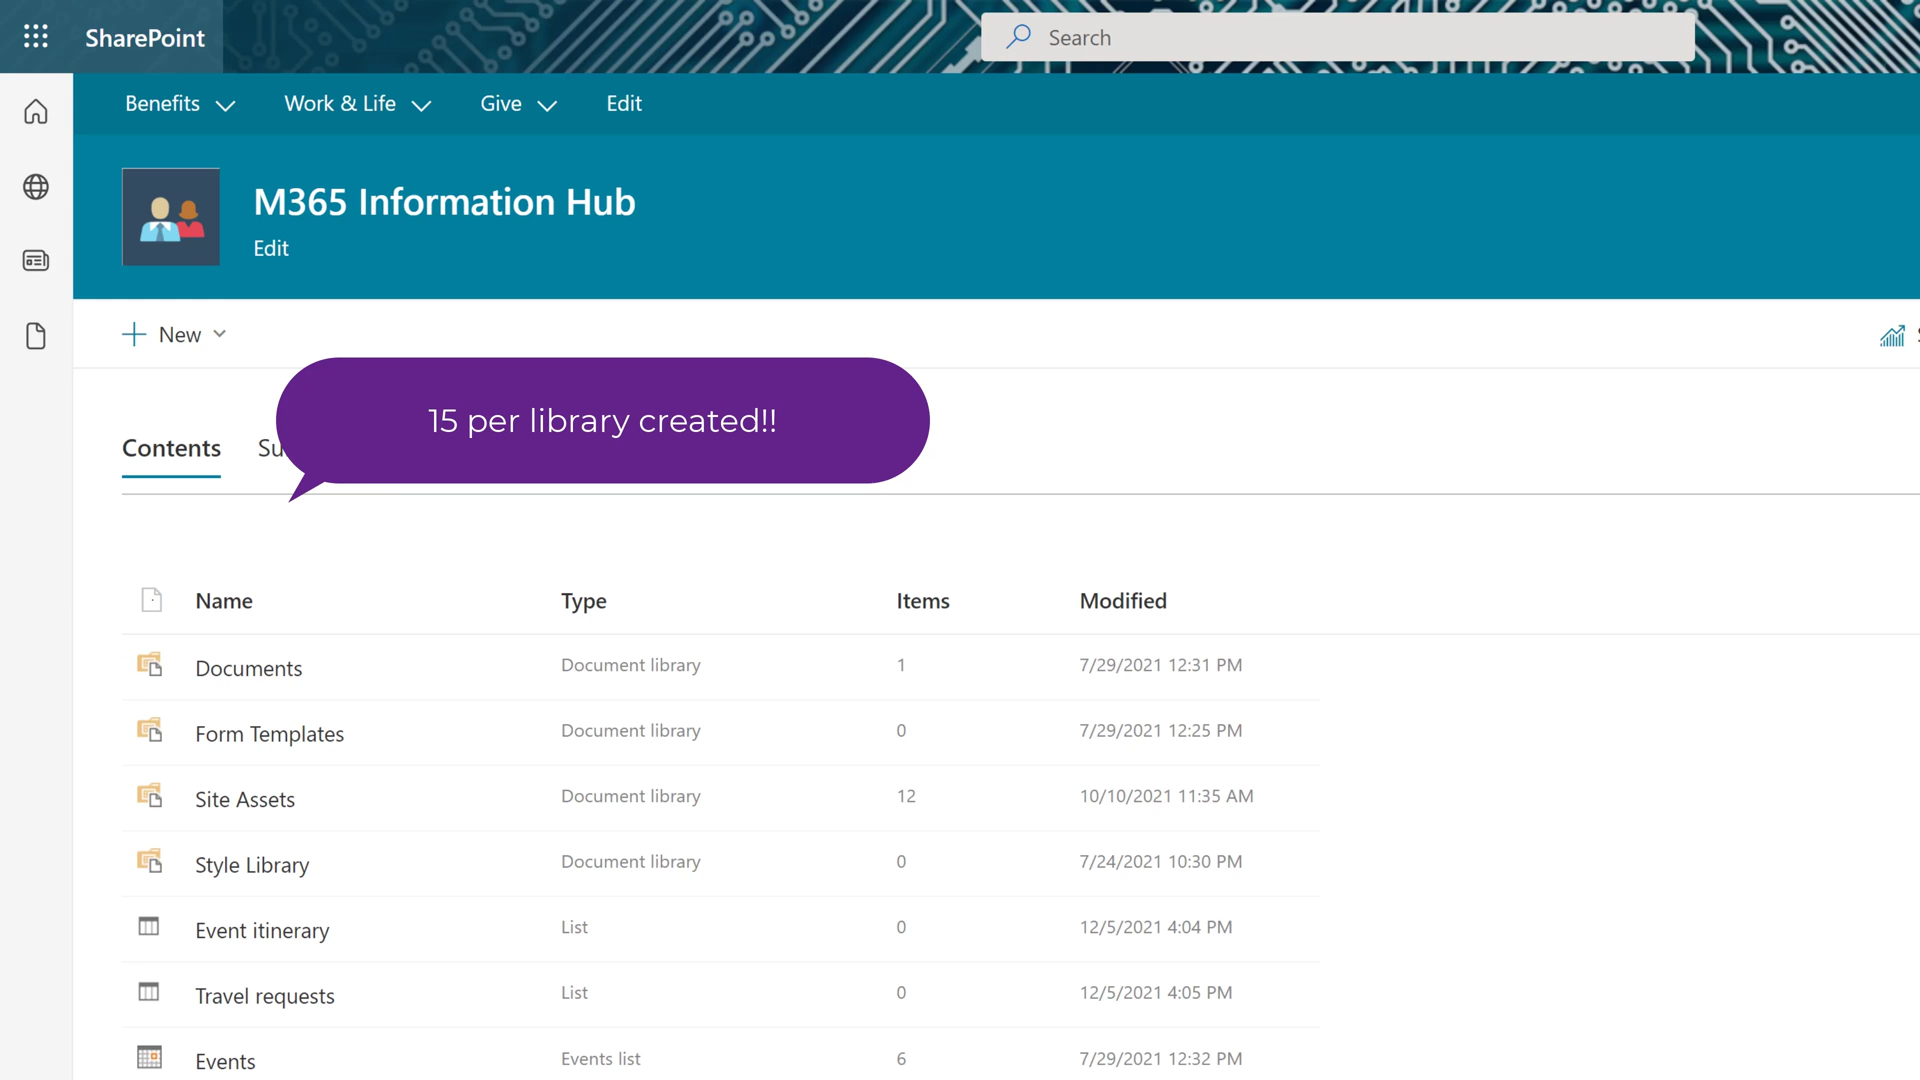 SharePoint
Search
Benefits Work & Life Give Edit
M365 Information Hub
Edit
New
15 per library created!!
Contents Su
Name Type Items Modified
Documents Document library 1 7/29/2021 12:31 PM
Form Templates Document library 0 7/29/2021 12:25 PM
Site Assets Document library 12 10/10/2021 11:35 AM
Style Library Document library 0 7/24/2021 10:30 PM
Event itinerary List 0 12/5/2021 4:04 PM
Travel requests List 0 12/5/2021 4:05 PM
Events Events list 6 7/29/2021 12:32 PM